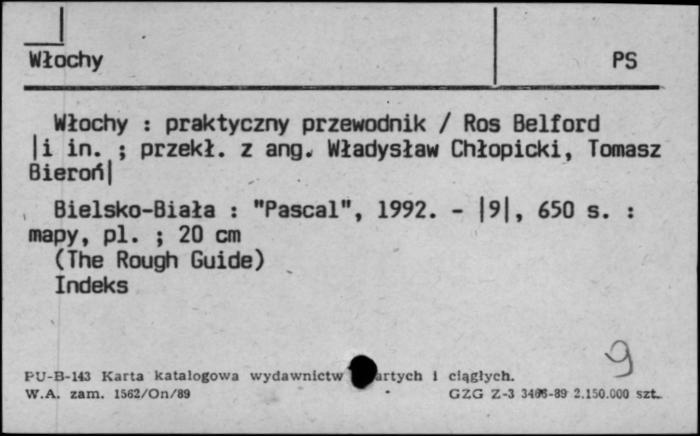 Włochy PS
Włochy : praktyczny przewodnik / Ros Belford
|i in. ; przekł. z ang. Władysław Chłopicki, Tomasz
Bieroń|
Bielsko-Biała : "Pascal", 1992. - |9|, 650 s. :
mapy, pl. ; 20 cm
(The Rough Guide)
Indeks
9
PU-B-143 Karta katalogowa wydawnictw i ciągłych.
W.A. zam. 1562/On/89 GZG Z-3 2.150.000 szt.